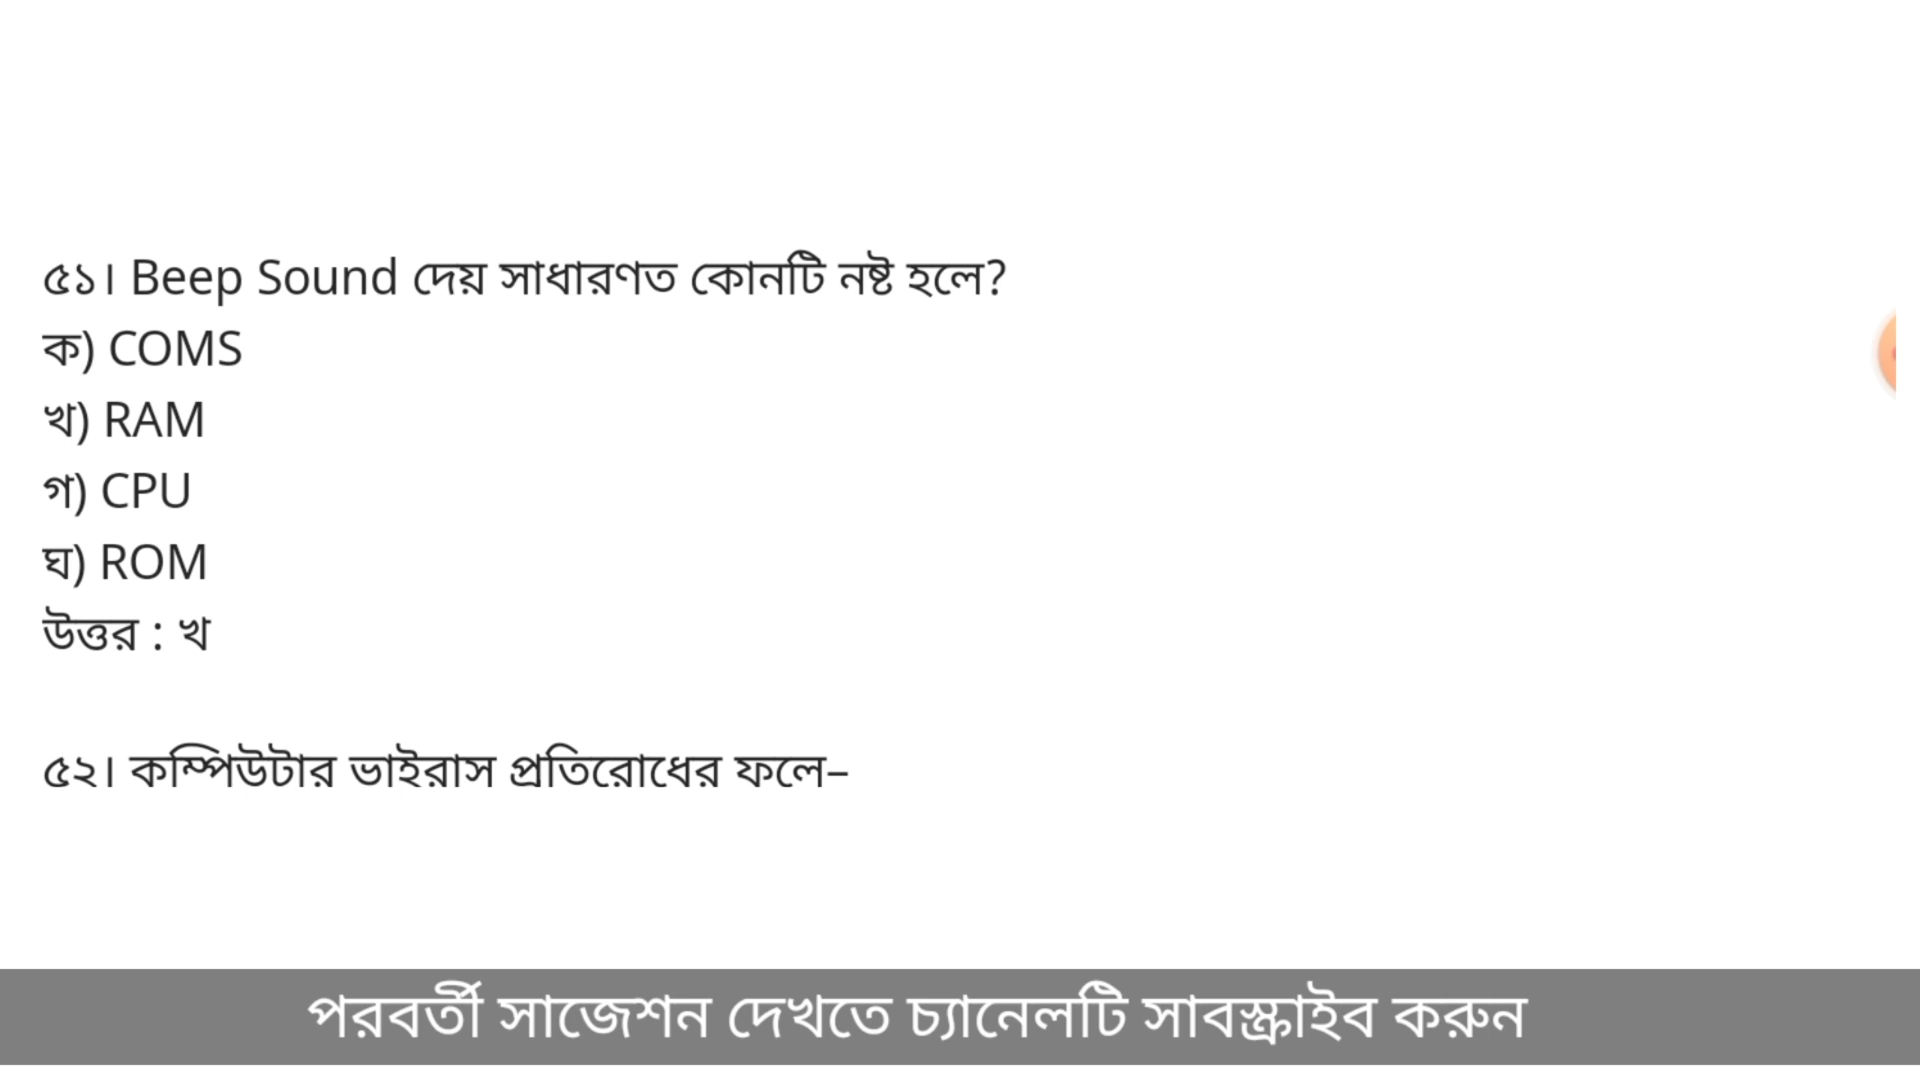 ৫১। Beep Sound দেয় সাধারণত কোনটি নষ্ট হলে?
ক) COMS
খ) RAM
গ) CPU
ঘ) ROM
উত্তর : খ
৫২। কম্পিউটার ভাইরাস প্রতিরোধের ফলে–
পরবর্তী সাজেশন দেখতে চ্যানেলটি সাবস্ক্রাইব করুন